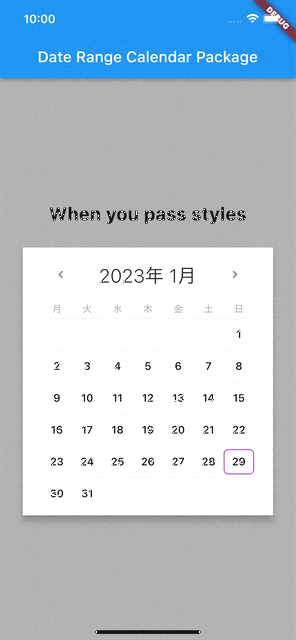 10:00
DEBUG
Date Range Calendar Package
When you pass styles
2023年 1月
月 火 水 木 金 土 日
1
2 3 4 5 6 7 8
9 10 11 12 13 14 15
16 17 18 19 20 21 22
23 24 25 26 27 28 29
30 31